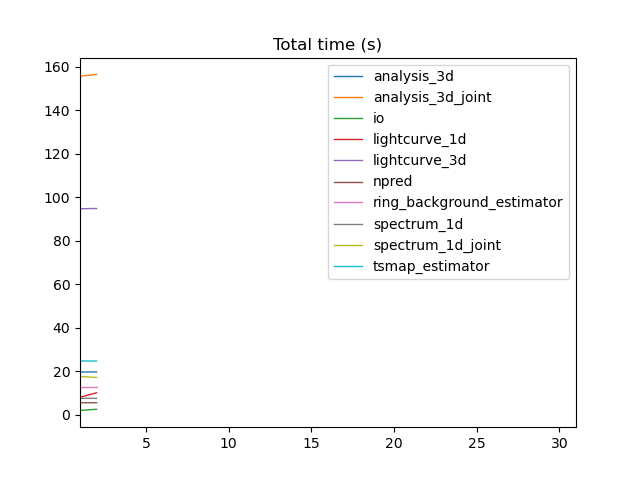 Total time (s)
160
140
120
100
80
60
40
20
0
analysis_3d
analysis_3d_joint
io
lightcurve_1d
lightcurve_3d
npred
ring_background_estimator
spectrum_1d
spectrum_1d_joint
tsmap_estimator
5 10 15 20 25 30